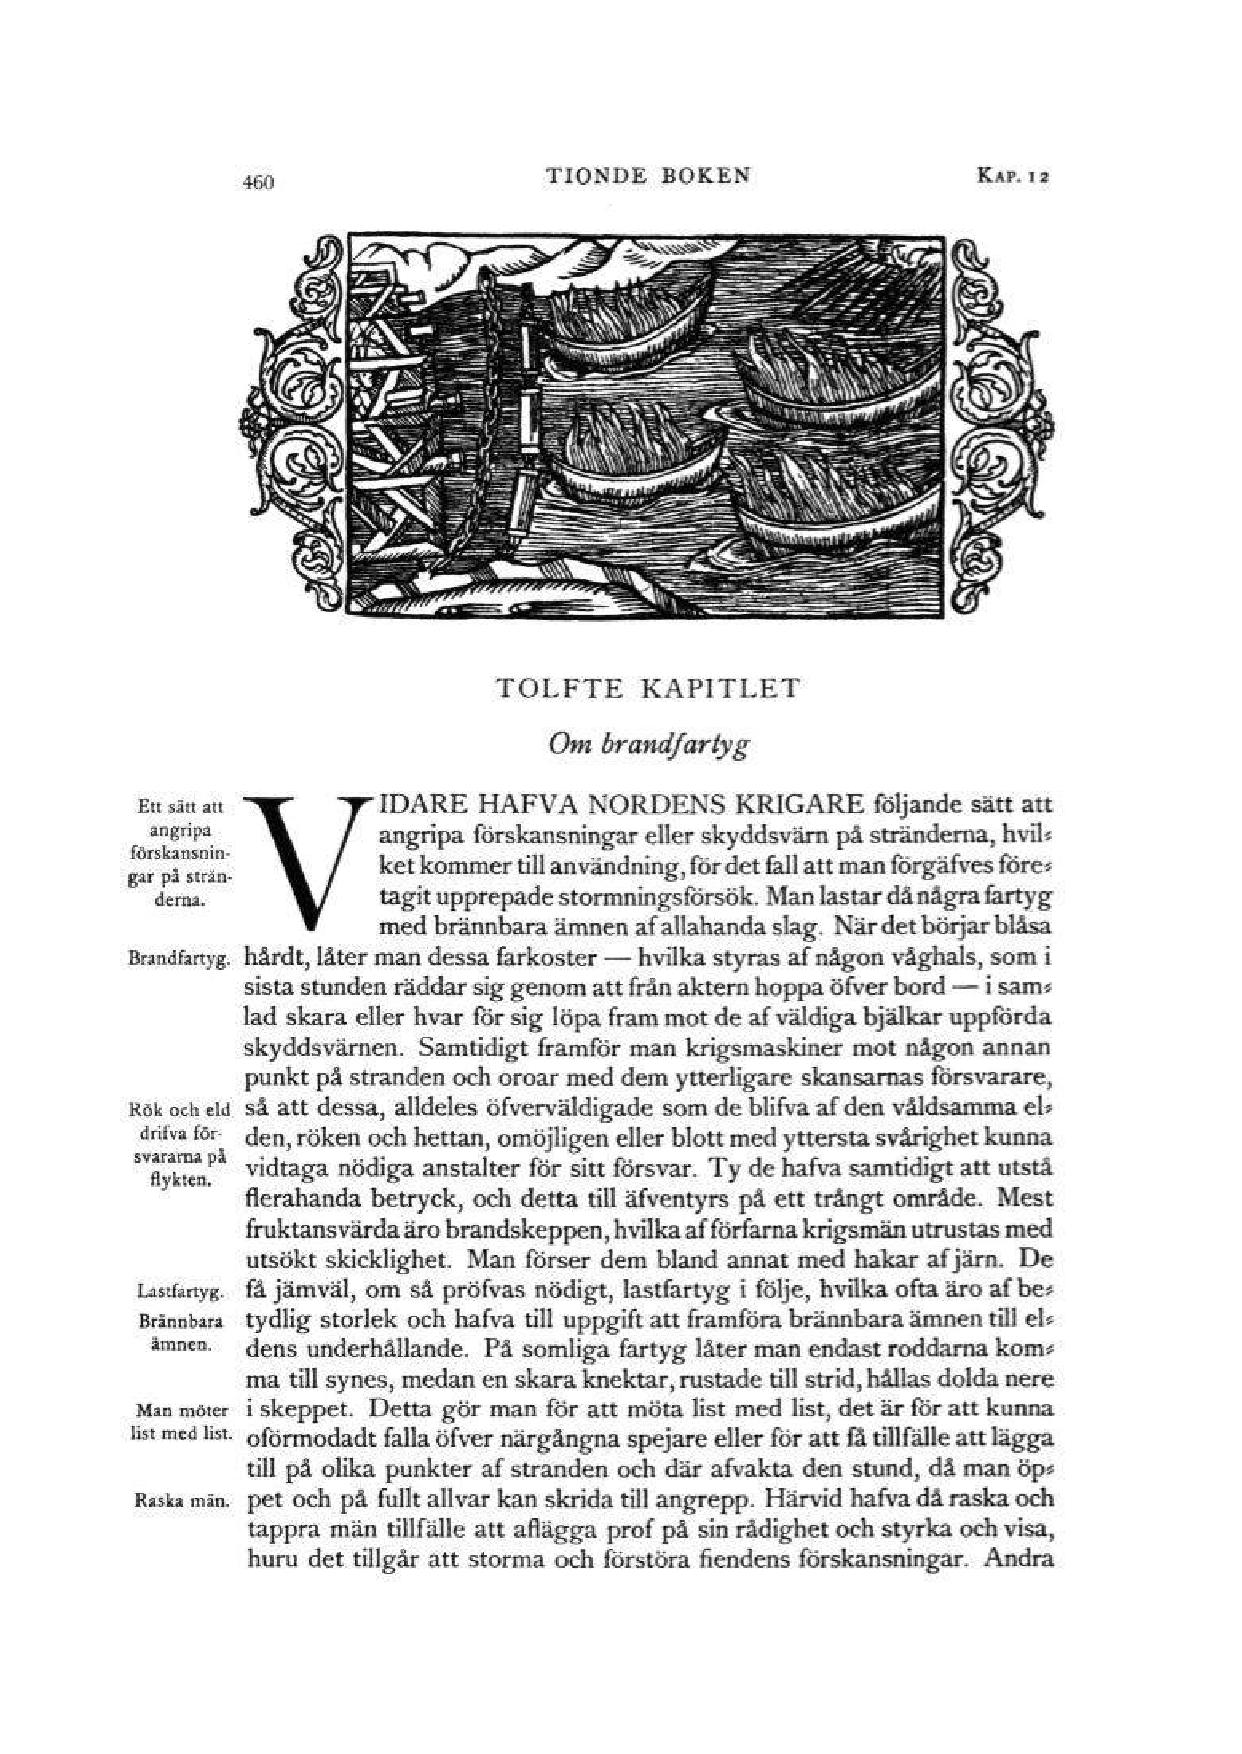 460
TIONDE BOKEN
KAP. 12
TOLFTE KAPITLET
Om brandfartyg
Ett sätt att
angripa
förskansnin-
gar på strän-
derna.
VIDARE HAFVA NORDENS KRIGARE följande sätt att
angripa förskansningar eller skyddsvärn på stränderna, hvil-
ket kommer till användning, för det fall att man förgäfves före-
tagit upprepade stormningsförsök. Man lastar då några fartyg
med brännbara ämnen af allahanda slag. När det börjar blåsa
Brandfartyg.
hårdt, låter man dessa farkoster — hvilka styras af någon våghals, som i
sista stunden räddar sig genom att från aktern hoppa öfver bord — i sam-
lad skara eller hvar för sig löpa fram mot de af väldiga bjälkar uppförda
skyddsvärnen. Samtidigt framför man krigsmaskiner mot någon annan
punkt på stranden och oroar med dem ytterligare skansarnas försvarare,
Rök och eld
drifva för-
svararna på
flykten.
så att dessa, alldeles öfverväldigade som de blifva af den våldsamma el-
den, röken och hettan, omöjligen eller blott med yttersta svårighet kunna
vidtaga nödiga anstalter för sitt försvar. Ty de hafva samtidigt att utstå
flerahanda betryck, och detta till äfventyrs på ett trångt område. Mest
fruktansvärda äro brandskeppen, hvilka af förfarna krigsmän utrustas med
utsökt skicklighet. Man förser dem bland annat med hakar af järn. De
Lastfartyg.
få jämväl, om så pröfvas nödigt, lastfartyg i följe, hvilka ofta äro af be-
Brännbara
ämnen.
tydlig storlek och hafva till uppgift att framföra brännbara ämnen till el-
dens underhållande. På somliga fartyg låter man endast roddarna kom-
ma till synes, medan en skara knektar, rustade till strid, hållas dolda nere
Man möter
list med list.
i skeppet. Detta gör man för att möta list med list, det är för att kunna
oförmodadt falla öfver närgångna spejare eller för att få tillfälle att lägga
till på olika punkter af stranden och där afvakta den stund, då man öp-
Raska män.
pet och på fullt allvar kan skrida till angrepp. Härvid hafva då raska och
tappra män tillfälle att aflägga prof på sin rådighet och styrka och visa,
huru det tillgår att storma och förstöra fiendens förskansningar. Andra